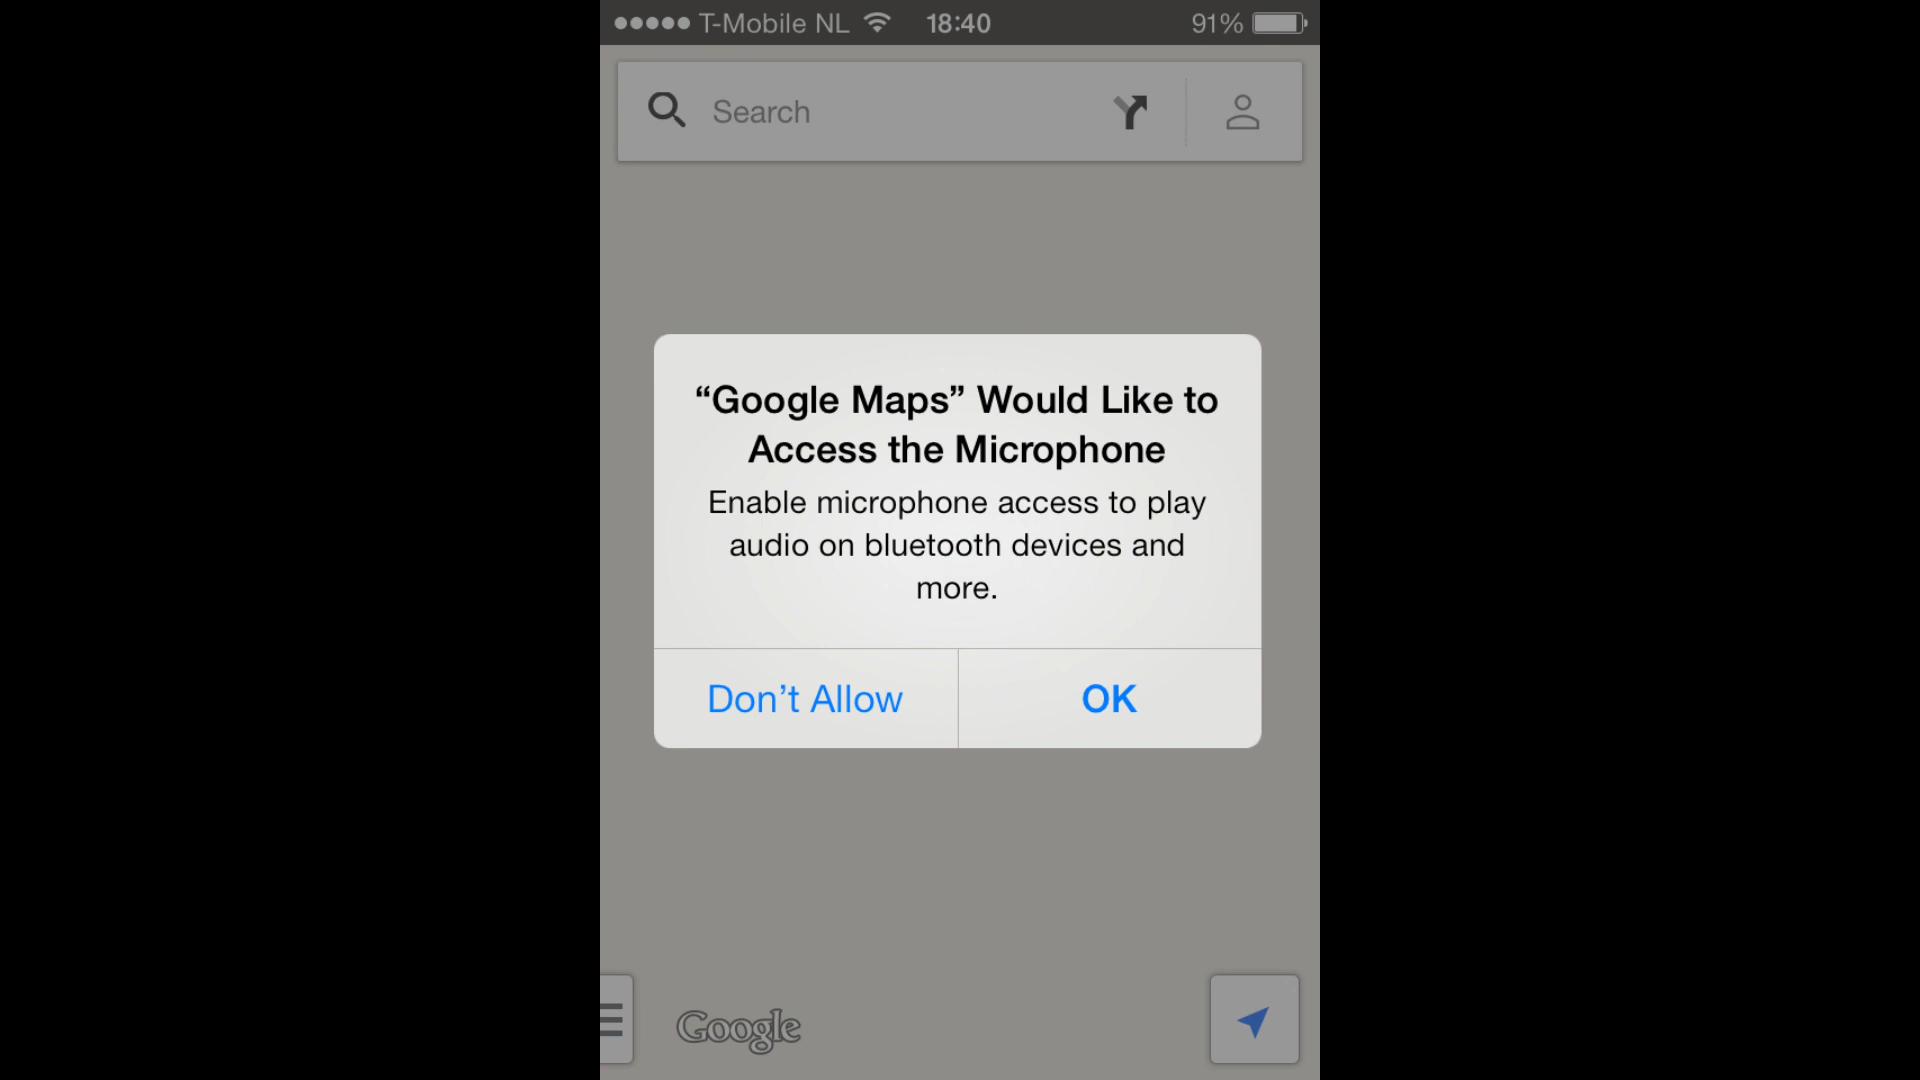 T-Mobile NL 18:40 91%
Search
“Google Maps” Would Like to
Access the Microphone
Enable microphone access to play
audio on bluetooth devices and
more.
Don’t Allow OK
Google